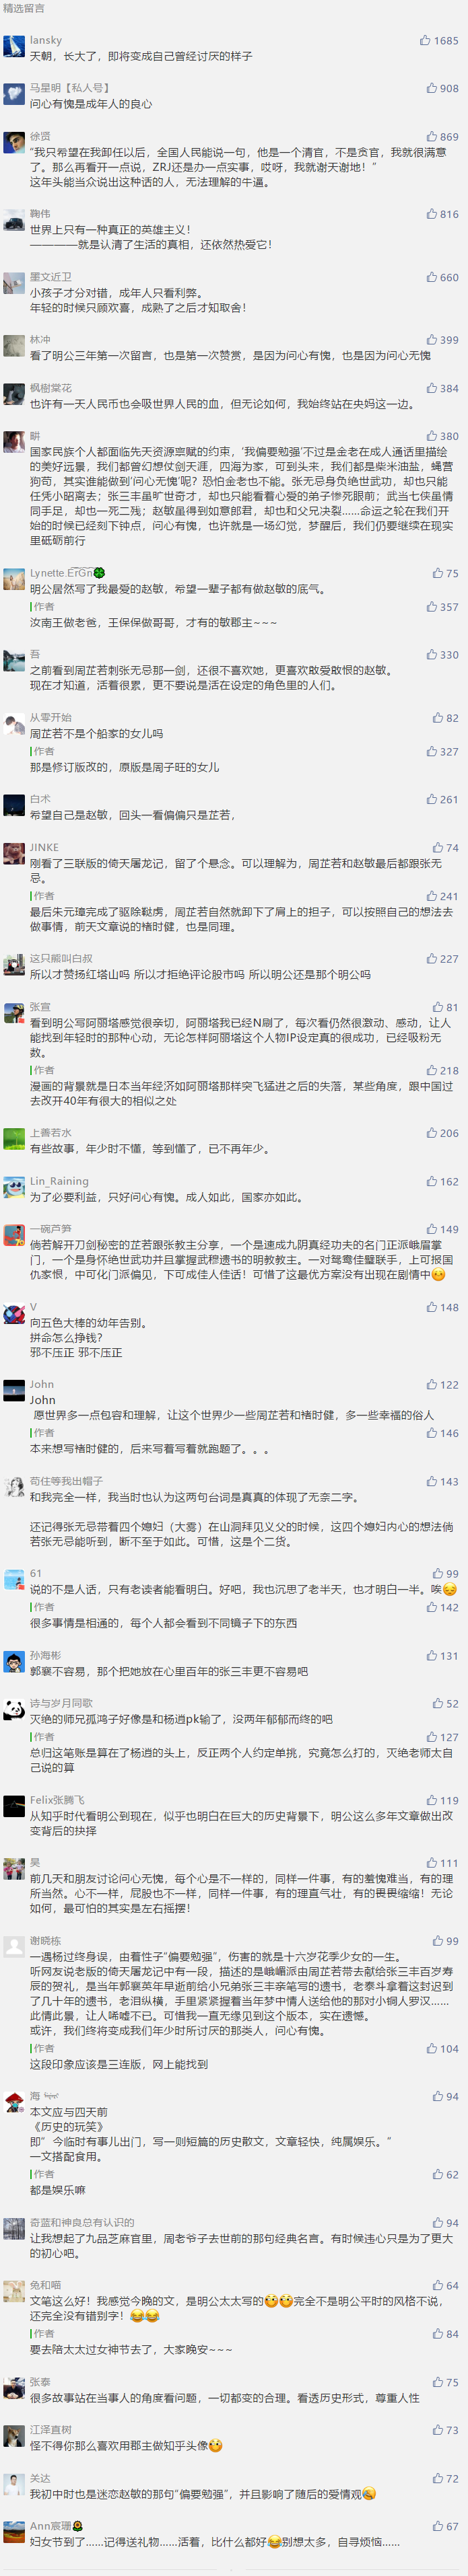 精选留言
lansky 1685
天朝，长大了，即将变成自己曾经讨厌的样子
马星明【私人号】 908
问心有愧是成年人的良心
徐贤 869
“我只希望在我卸任以后，全国人民能说一句，他是一个清官，不是贪官，我就很满意
了。那么再看开一点说，ZRJ还是办一点实事，哎呀，我就谢天谢地！”
这年头能当众说出这种话的人，无法理解的牛逼。
鞠伟 816
世界上只有一种真正的英雄主义！
————就是认清了生活的真相，还依然热爱它！
墨文近卫 660
小孩子才分对错，成年人只看利弊。
年轻的时候只顾欢喜，成熟了之后才知取舍！
林冲 399
看了明公三年第一次留言，也是第一次赞赏，是因为问心有愧，也是因为问心无愧
枫樹棠花 384
也许有一天人民币也会吸世界人民的血，但无论如何，我始终站在央妈这一边。
畊 380
国家民族个人都面临先天资源禀赋的约束，‘我偏要勉强’不过是金老在成人通话里描绘
的美好远景，我们都曾幻想仗剑天涯，四海为家，可到头来，我们都是柴米油盐，蝇营
狗苟，其实谁能做到‘问心无愧’呢？恐怕金老也不能。张无忌身负绝世武功，却也只能
任凭小昭离去；张三丰虽旷世奇才，却也只能看着心爱的弟子惨死眼前；武当七侠虽情
同手足，却也一死二残；赵敏虽得到如意郎君，却也和父兄决裂……命运之轮在我们开
始的时候已经刻下钟点，问心有愧，也许就是一场幻觉，梦醒后，我们仍要继续在现实
里砥砺前行
Lynette.ErGn 75
明公居然写了我最爱的赵敏，希望一辈子都有做赵敏的底气。
作者 357
汝南王做老爸，王保保做哥哥，才有的敏郡主~~~
吾 330
之前看到周芷若刺张无忌那一剑，还很不喜欢她，更喜欢敢爱敢恨的赵敏。
现在才知道，活着很累，更不要说是活在设定的角色里的人们。
从零开始 82
周芷若不是个船家的女儿吗
作者 327
那是修订版改的，原版是周子旺的女儿
白术 261
希望自己是赵敏，回头一看偏偏只是芷若，
JINKE 74
刚看了三联版的倚天屠龙记，留了个悬念。可以理解为，周芷若和赵敏最后都跟张无
忌。
作者 241
最后朱元璋完成了驱除鞑虏，周芷若自然就卸下了肩上的担子，可以按照自己的想法去
做事情，前天文章说的褚时健，也是同理。
这只熊叫白叔 227
所以才赞扬红塔山吗 所以才拒绝评论股市吗 所以明公还是那个明公吗
张宣 81
看到明公写阿丽塔感觉很亲切，阿丽塔我已经N刷了，每次看仍然很激动、感动，让人
能找到年轻时的那种心动，无论怎样阿丽塔这个人物IP设定真的很成功，已经吸粉无
数。
作者 218
漫画的背景就是日本当年经济如阿丽塔那样突飞猛进之后的失落，某些角度，跟中国过
去改开40年有很大的相似之处
上善若水 206
有些故事，年少时不懂，等到懂了，已不再年少。
Lin_Raining 162
为了必要利益，只好问心有愧。成人如此，国家亦如此。
一碗芦笋 149
倘若解开刀剑秘密的芷若跟张教主分享，一个是速成九阴真经功夫的名门正派峨眉掌
门，一个是身怀绝世武功并且掌握武穆遗书的明教教主。一对鸳鸯佳璧联手，上可报国
仇家恨，中可化门派偏见，下可成佳人佳话！可惜了这最优方案没有出现在剧情中
V 148
向五色大棒的幼年告别。
拼命怎么挣钱？
邪不压正 邪不压正
John 122
John
愿世界多一点包容和理解，让这个世界少一些周芷若和褚时健，多一些幸福的俗人
作者 146
本来想写褚时健的，后来写着写着就跑题了。。。
苟住等我出帽子 143
和我完全一样，我当时也认为这两句台词是真真的体现了无奈二字。
还记得张无忌带着四个媳妇（大雾）在山洞拜见义父的时候，这四个媳妇内心的想法倘
若张无忌能听到，断不至于如此。可惜，这是个二货。
61 99
说的不是人话，只有老读者能看明白。好吧，我也沉思了老半天，也才明白一半。唉
作者 142
很多事情是相通的，每个人都会看到不同镜子下的东西
孙海彬 131
郭襄不容易，那个把她放在心里百年的张三丰更不容易吧
诗与岁月同歌 52
灭绝的师兄孤鸿子好像是和杨逍pk输了，没两年郁郁而终的吧
作者 127
总归这笔账是算在了杨逍的头上，反正两个人约定单挑，究竟怎么打的，灭绝老师太自
己说的算
Felix张腾飞 119
从知乎时代看明公到现在，似乎也明白在巨大的历史背景下，明公这么多年文章做出改
变背后的抉择
昊 111
前几天和朋友讨论问心无愧，每个心是不一样的，同样一件事，有的羞愧难当，有的理
所当然。心不一样，屁股也不一样，同样一件事，有的理直气壮，有的畏畏缩缩！无论
如何，最可怕的其实是左右摇摆！
谢晓栋 99
一遇杨过终身误，由着性子“偏要勉强”，伤害的就是十六岁花季少女的一生。
听网友说老版的倚天屠龙记中有一段，描述的是峨嵋派由周芷若带去献给张三丰百岁寿
辰的贺礼，是当年郭襄英年早逝前给小兄弟张三丰亲笔写的遗书，老泰斗拿着这封迟到
了几十年的遗书，老泪纵横，手里紧紧握着当年梦中情人送给他的那对小铜人罗汉……
此情此景，让人唏嘘不已。可惜我一直无缘见到这个版本，实在遗憾。
或许，我们终将变成我们年少时所讨厌的那类人，问心有愧。
作者 104
这段印象应该是三连版，网上能找到
海 94
本文应与四天前
《历史的玩笑》
即“今临时有事儿出门，写一则短篇的历史散文，文章轻快，纯属娱乐。”
一文搭配食用。
作者 62
都是娱乐嘛
奇蓝和神良总有认识的 94
让我想起了九品芝麻官里，周老爷子去世前的那句经典名言。有时候违心只是为了更大
的初心吧。
兔和喵 64
文笔这么好！我感觉今晚的文，是明公太太写的完全不是明公平时的风格不说，
还完全没有错别字！
作者 84
要去陪太太过女神节去了，大家晚安~~~
张泰 75
很多故事站在当事人的角度看问题，一切都变的合理。看透历史形式，尊重人性
江泽直树 73
怪不得你那么喜欢用郡主做知乎头像
关达 72
我初中时也是迷恋赵敏的那句“偏要勉强”，并且影响了随后的爱情观
Ann宸珊 67
妇女节到了……记得送礼物……活着，比什么都好别想太多，自寻烦恼……